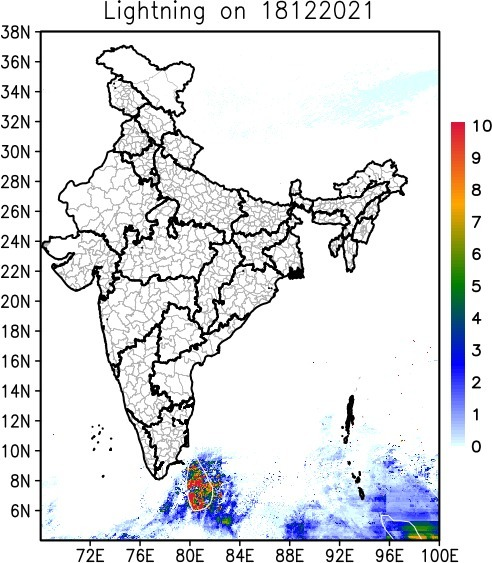 Lightning on 18122021
38N
36N
34N
32N
30N
28N
26N
24N
22N
20N
18N
16N
14N
12N
10N
8N
6N
10
9
8
7
6
5
4
3
2
1
0
72E 76E 80E 84E 88E 92E 96E 100E